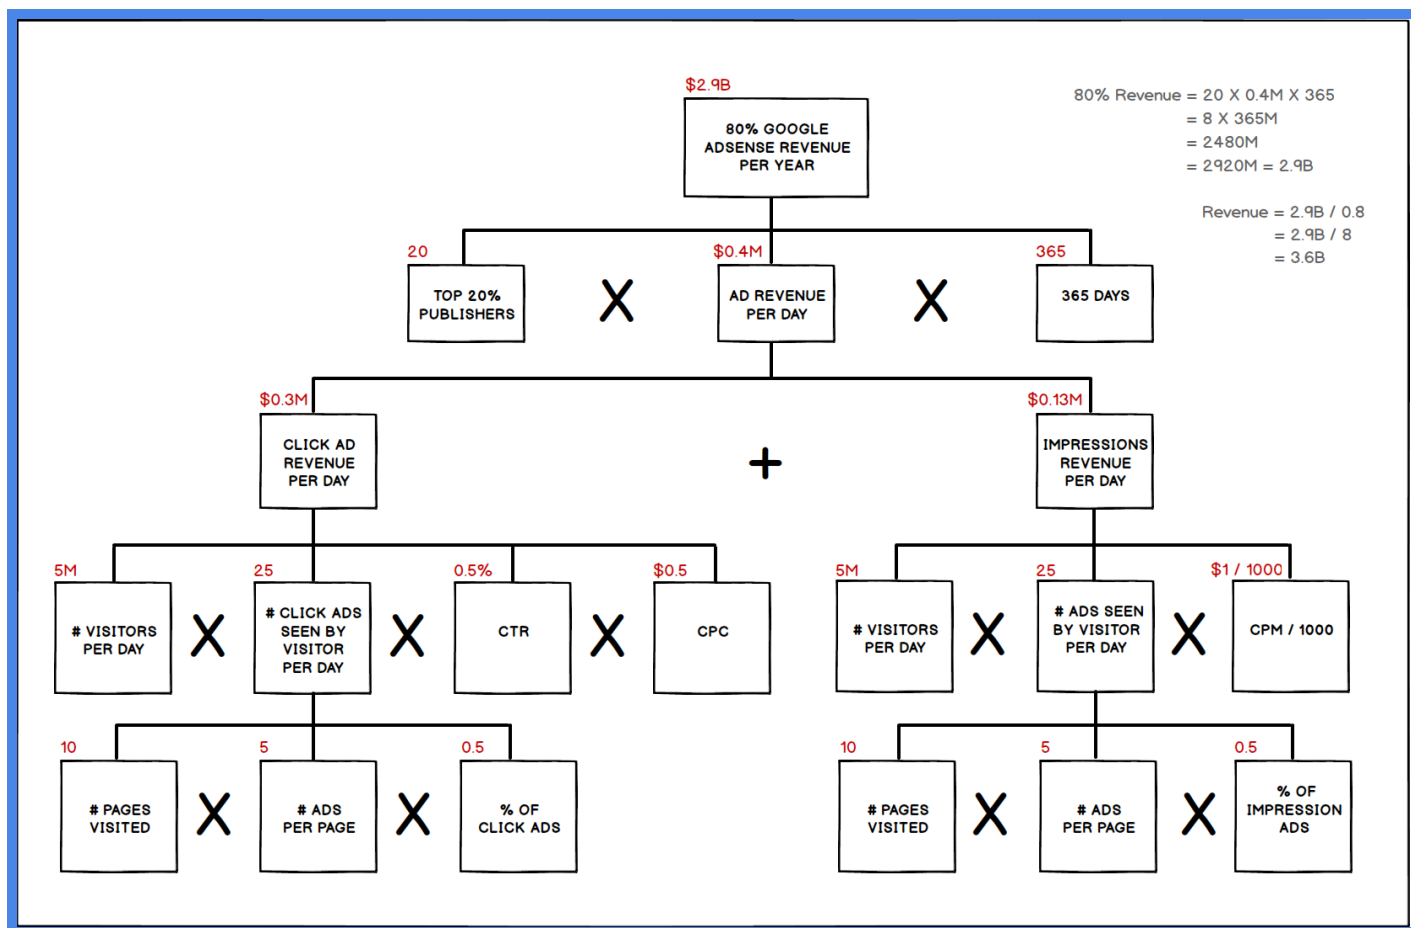 $2.9B
80% GOOGLE
ADSENSE REVENUE
PER YEAR
80% Revenue = 20 X 0.4M X 365
= 8 X 365M
= 2480M
= 2920M = 2.9B
Revenue = 2.9B / 0.8
= 2.9B / 8
= 3.6B
20
TOP 20%
PUBLISHERS
X
$0.4M
AD REVENUE
PER DAY
X
365
365 DAYS
$0.3M
CLICK AD
REVENUE
PER DAY
+
$0.13M
IMPRESSIONS
REVENUE
PER DAY
5M
# VISITORS
PER DAY
X
25
# CLICK ADS
SEEN BY
VISITOR
PER DAY
X
0.5%
CTR
X
$0.5
CPC
5M
# VISITORS
PER DAY
X
25
# ADS SEEN
BY VISITOR
PER DAY
X
$1 / 1000
CPM / 1000
10
# PAGES
VISITED
X
5
# ADS
PER PAGE
X
0.5
% OF
CLICK ADS
10
# PAGES
VISITED
X
5
# ADS
PER PAGE
X
0.5
% OF
IMPRESSION
ADS